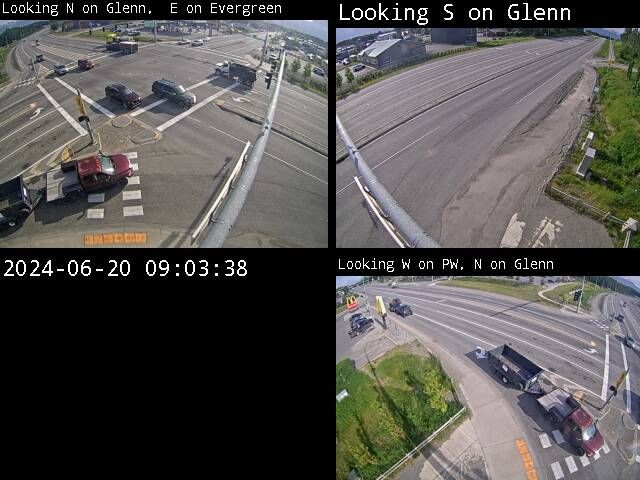 Looking N on Glenn, E on Evergreen
Looking S on Glenn
2024-06-20 09:03:38
Looking W on PW, N on Glenn